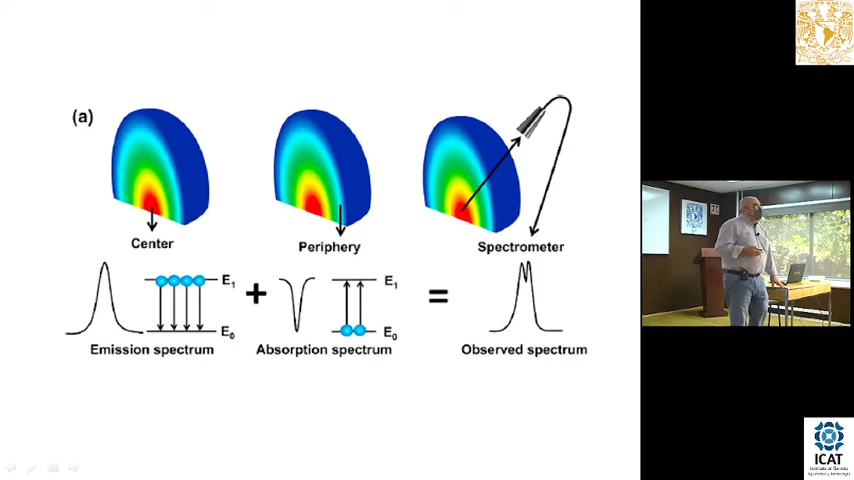 (a)
Center
Periphery
Spectrometer
E1
E0
+
E1
E0
=
Emission spectrum
Absorption spectrum
Observed spectrum
ICAT